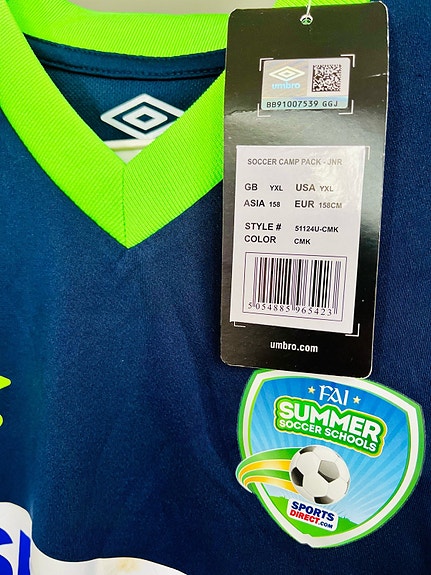 umbro
BB91007539 GGJ
SOCCER CAMP PACK - JNR
GB YXL USA YXL
ASIA 158 EUR 158CM
STYLE # 51124U-CMK
COLOR CMK
5054885965423
umbro.com
FAI
SUMMER
SOCCER SCHOOLS
SPORTS
DIRECT.COM